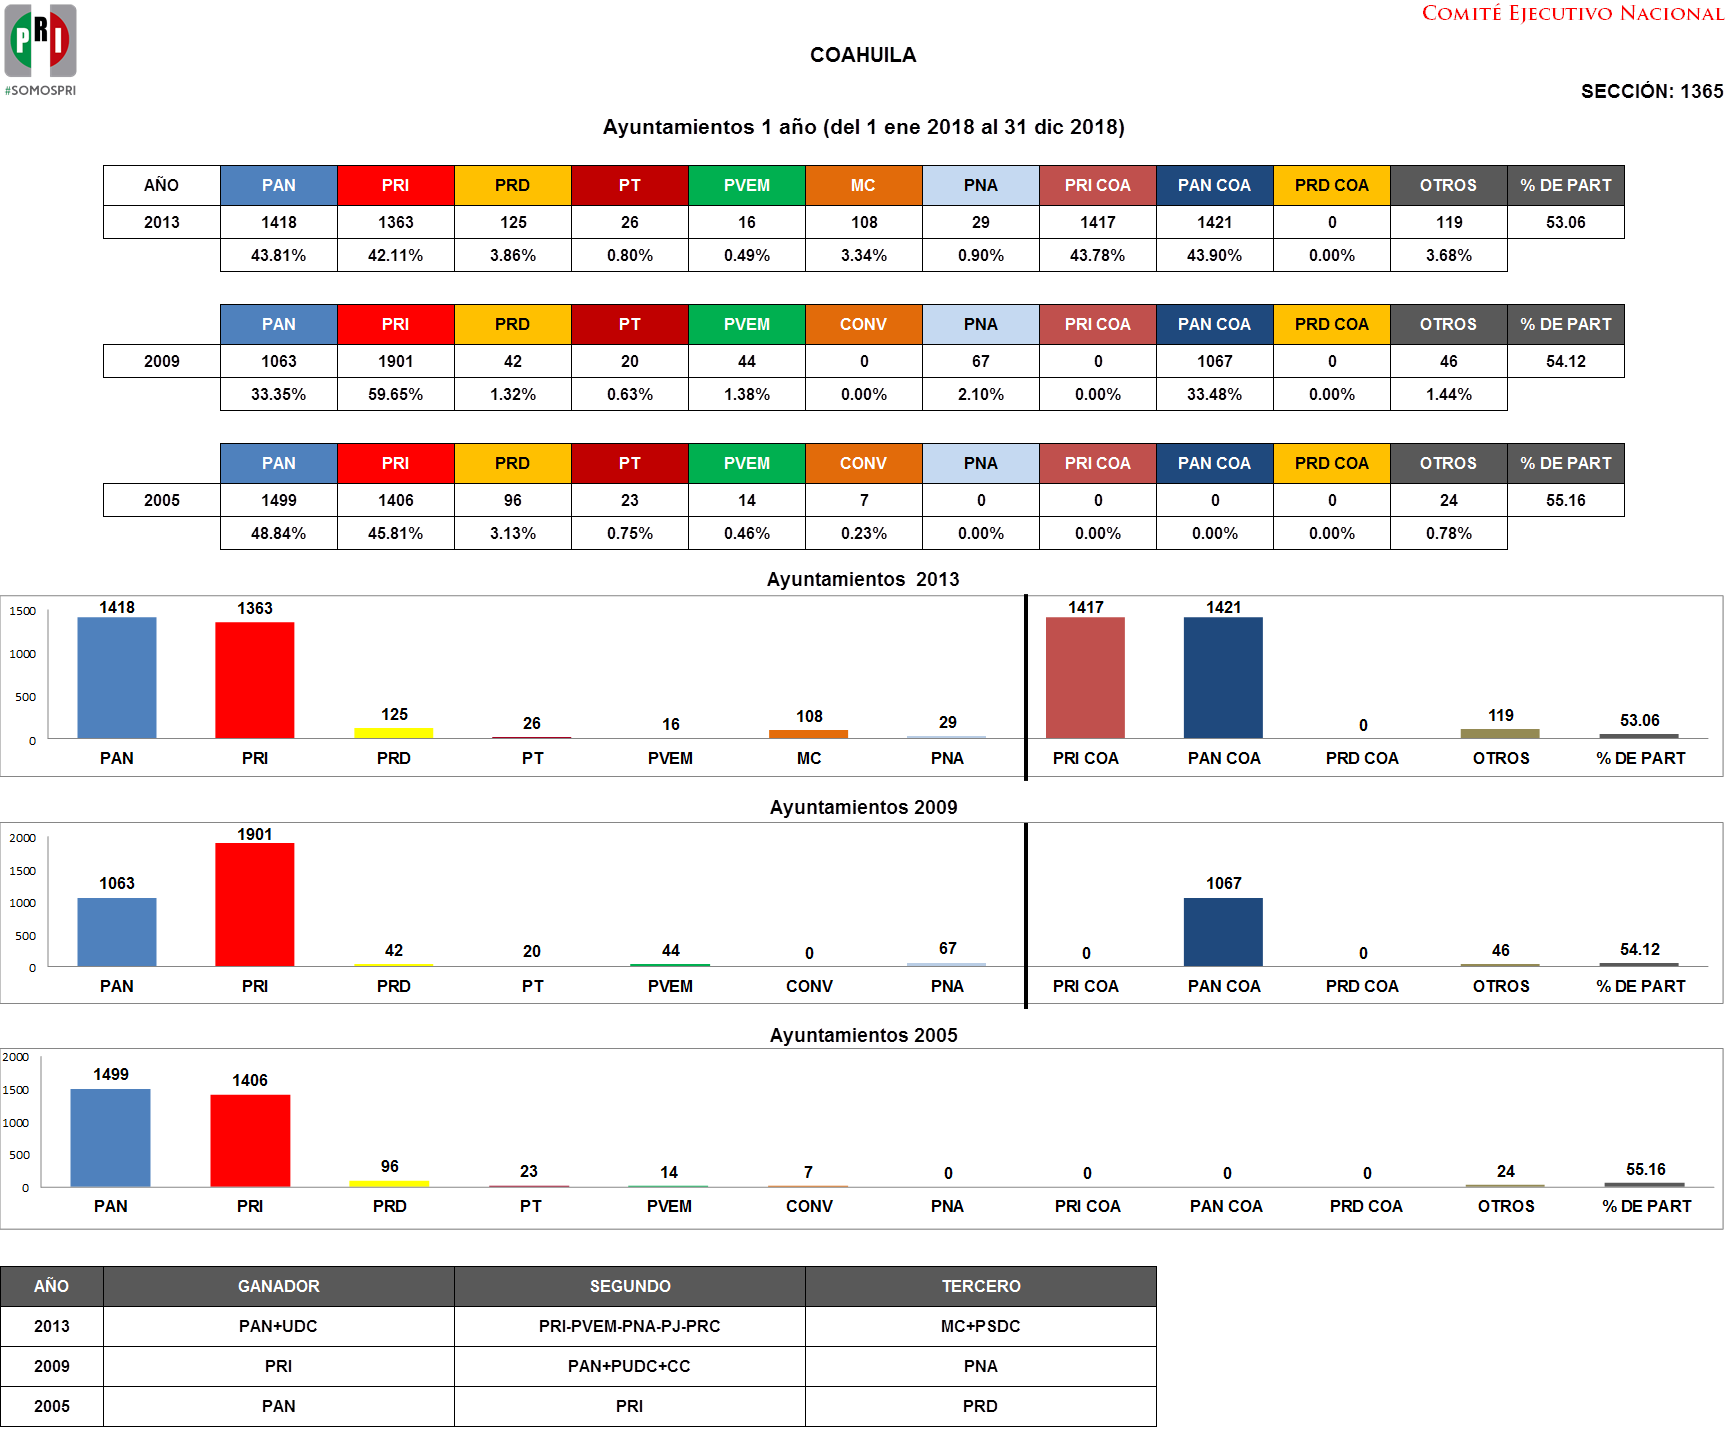 PRI
#SOMOSPRI
COMITÉ EJECUTIVO NACIONAL
COAHUILA
SECCIÓN: 1365
Ayuntamientos 1 año (del 1 ene 2018 al 31 dic 2018)
AÑO PAN PRI PRD PT PVEM MC PNA PRI COA PAN COA PRD COA OTROS % DE PART
2013 1418 1363 125 26 16 108 29 1417 1421 0 119 53.06
43.81% 42.11% 3.86% 0.80% 0.49% 3.34% 0.90% 43.78% 43.90% 0.00% 3.68%
PAN PRI PRD PT PVEM CONV PNA PRI COA PAN COA PRD COA OTROS % DE PART
2009 1063 1901 42 20 44 0 67 0 1067 0 46 54.12
33.35% 59.65% 1.32% 0.63% 1.38% 0.00% 2.10% 0.00% 33.48% 0.00% 1.44%
PAN PRI PRD PT PVEM CONV PNA PRI COA PAN COA PRD COA OTROS % DE PART
2005 1499 1406 96 23 14 7 0 0 0 0 24 55.16
48.84% 45.81% 3.13% 0.75% 0.46% 0.23% 0.00% 0.00% 0.00% 0.00% 0.78%
Ayuntamientos 2013
1500
1000
500
0
1418 1363 125 26 16 108 29 1417 1421 0 119 53.06
PAN PRI PRD PT PVEM MC PNA PRI COA PAN COA PRD COA OTROS % DE PART
Ayuntamientos 2009
2000
1500
1000
500
0
1063 1901 42 20 44 0 67 0 1067 0 46 54.12
PAN PRI PRD PT PVEM CONV PNA PRI COA PAN COA PRD COA OTROS % DE PART
Ayuntamientos 2005
2000
1500
1000
500
0
1499 1406 96 23 14 7 0 0 0 0 24 55.16
PAN PRI PRD PT PVEM CONV PNA PRI COA PAN COA PRD COA OTROS % DE PART
AÑO GANADOR SEGUNDO TERCERO
2013 PAN+UDC PRI-PVEM-PNA-PJ-PRC MC+PSDC
2009 PRI PAN+PUDC+CC PNA
2005 PAN PRI PRD